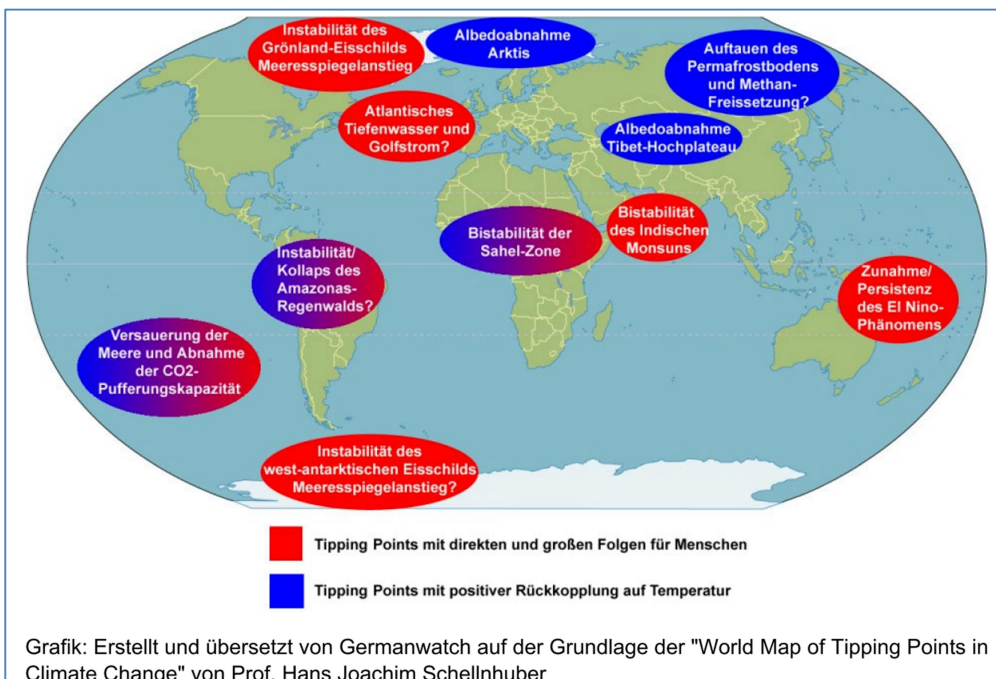 Instabilität des
Grönland-Eisschilds
Meeresspiegelanstieg
Albedoabnahme
Arktis
Auftauen des
Permafrostbodens
und Methan-
Freissetzung?
Atlantisches
Tiefenwasser und
Golfstrom?
Albedoabnahme
Tibet-Hochplateau
Bistabilität der
Sahel-Zone
Bistabilität
des Indischen
Monsuns
Instabilität/
Kollaps des
Amazonas-
Regenwalds?
Zunahme/
Persistenz
des El Nino-
Phänomens
Versauerung der
Meere und Abnahme
der CO2-
Pufferungskapazität
Instabilität des
west-antarktischen Eisschilds
Meeresspiegelanstieg?
Tipping Points mit direkten und großen Folgen für Menschen
Tipping Points mit positiver Rückkopplung auf Temperatur
Grafik: Erstellt und übersetzt von Germanwatch auf der Grundlage der "World Map of Tipping Points in
Climate Change" von Prof. Hans Joachim Schellnhuber